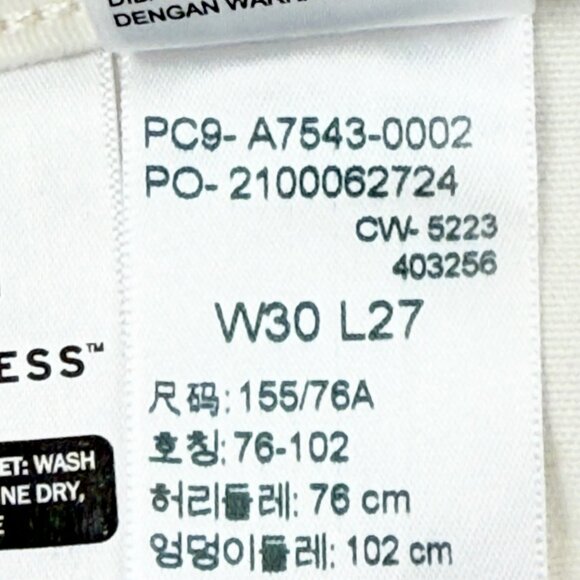 DENGAN
PC9- A7543-0002
PO- 2100062724
CW- 5223
403256
W30 L27
尺码: 155/76A
호칭: 76-102
허리둘레: 76 cm
엉덩이둘레: 102 cm
ESS™
ET: WASH
NE DRY,
E